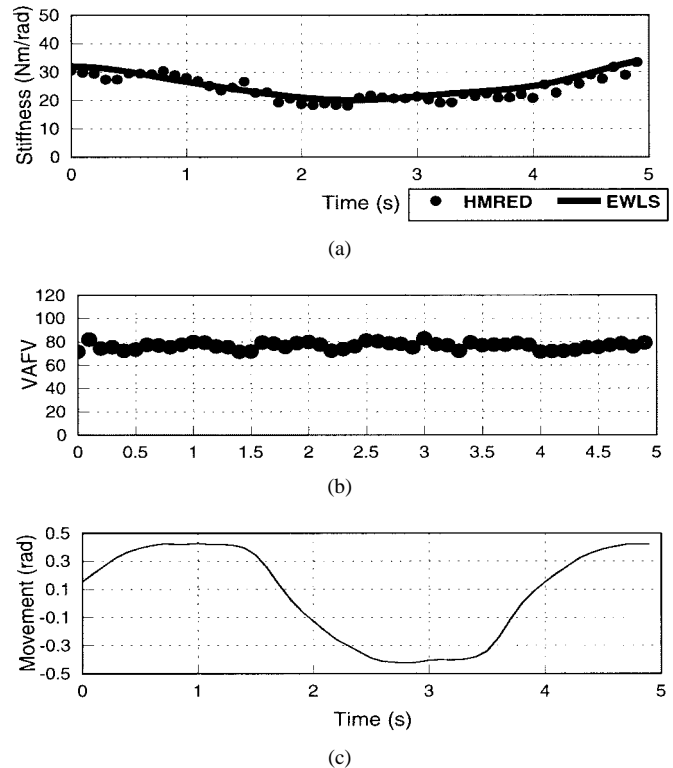 Stiffness (Nm/rad)
50
40
30
20
10
0
0 1 2 3 4 5
Time (s)
HMRED EWLS
(a)
VAFV
120
100
80
60
40
20
0
0 0.5 1 1.5 2 2.5 3 3.5 4 4.5 5
(b)
Movement (rad)
0.5
0.3
0.1
-0.1
-0.3
-0.5
0 1 2 3 4 5
Time (s)
(c)